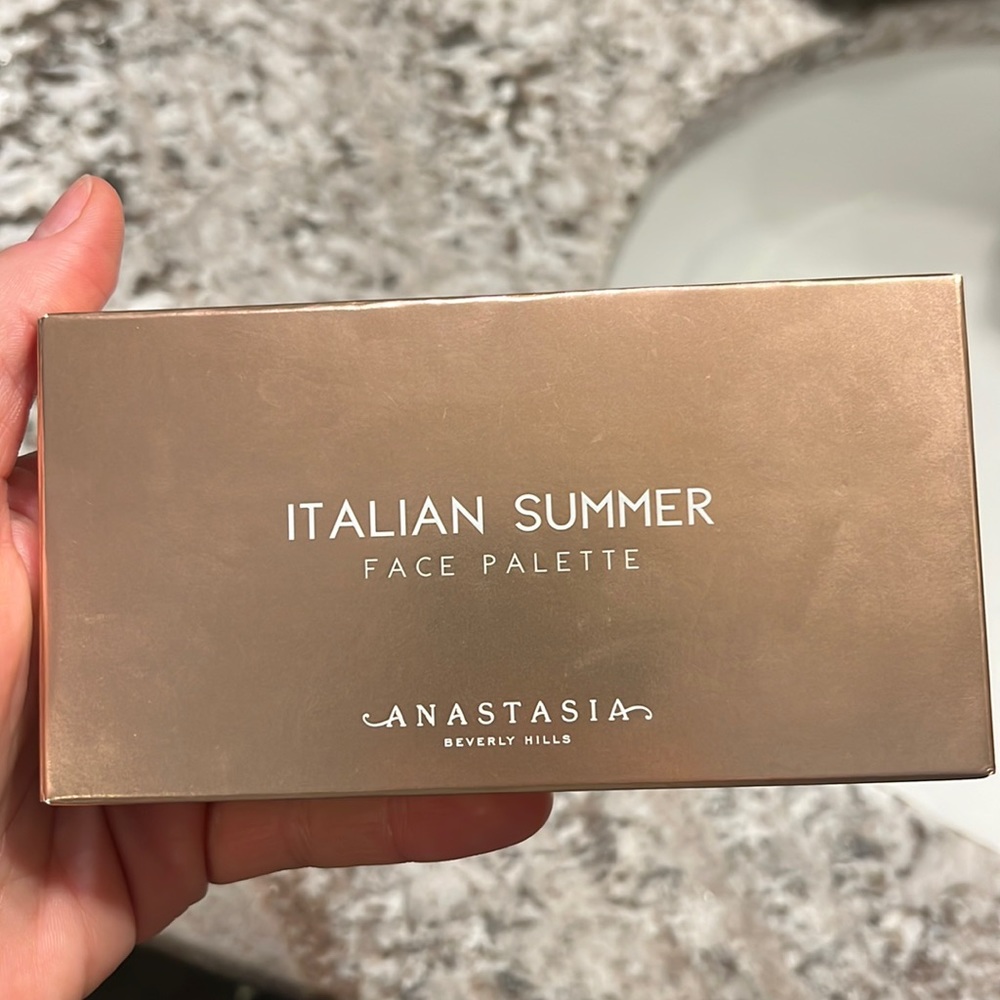 ITALIAN SUMMER
FACE PALETTE
ANASTASIA
BEVERLY HILLS